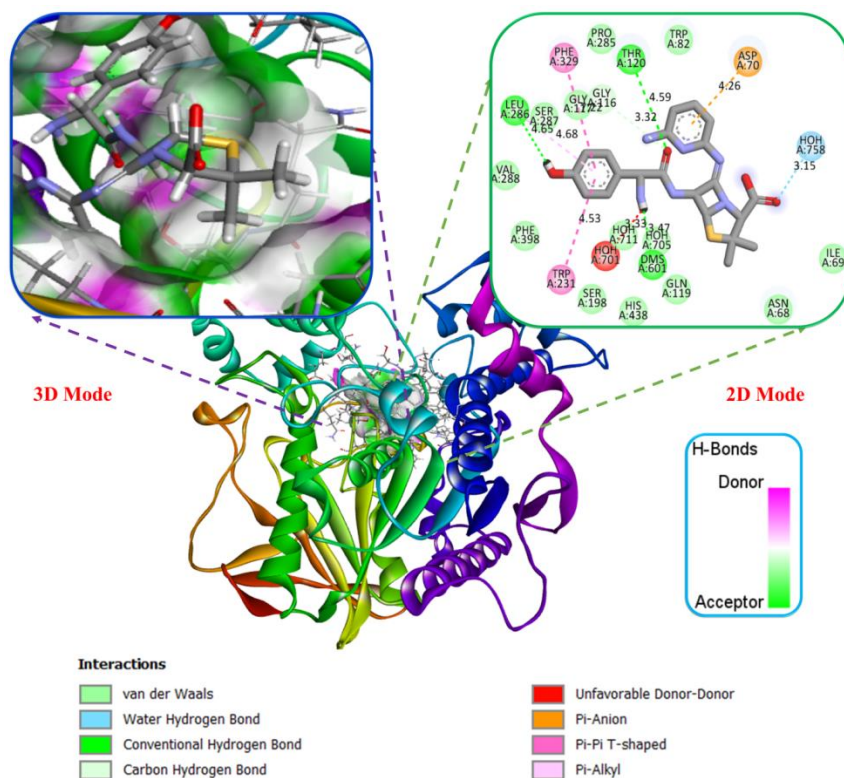 PRO
A:285
TRP
A:82
PHE
A:329
THR
A:120
ASP
A:70
4.59
4.26
LEU
A:286
SER
A:287
GLY
A:116
3.32
4.65
4.68
HOH
A:758
3.15
VAL
A:288
PHE
A:398
4.53
3.33
3.47
HOH
A:711
HOH
A:705
HOH
A:701
DMS
A:601
TRP
A:231
SER
A:198
HIS
A:438
GLN
A:119
ASN
A:68
ILE
A:69
3D Mode
2D Mode
H-Bonds
Donor
Acceptor
Interactions
van der Waals
Water Hydrogen Bond
Conventional Hydrogen Bond
Carbon Hydrogen Bond
Unfavorable Donor-Donor
Pi-Anion
Pi-Pi T-shaped
Pi-Alkyl